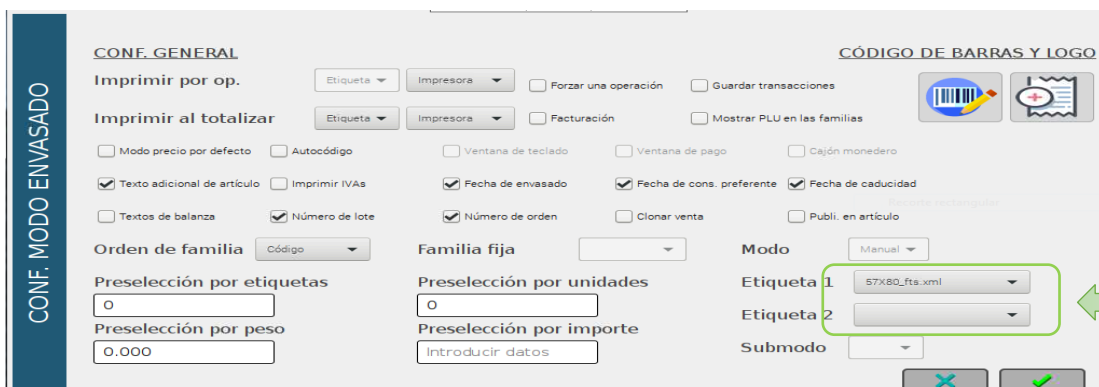 CONF. MODO ENVASADO
CONF. GENERAL CÓDIGO DE BARRAS Y LOGO
Imprimir por op. Etiqueta Impresora Forzar una operación Guardar transacciones
Imprimir al totalizar Etiqueta Impresora Facturación Mostrar PLU en las familias
Modo precio por defecto Autocódigo Ventana de teclado Ventana de pago Cajón monedero
Texto adicional de artículo Imprimir IVAs Fecha de envasado Fecha de cons. preferente Fecha de caducidad
Recorte rectangular
Textos de balanza Número de lote Número de orden Clonar venta Publi. en artículo
Orden de familia Código Familia fija Modo Manual
Preselección por etiquetas Preselección por unidades Etiqueta 1 57X80_fts.xml
0 0
Etiqueta 2
Preselección por peso Preselección por importe
0.000 Introducir datos Submodo